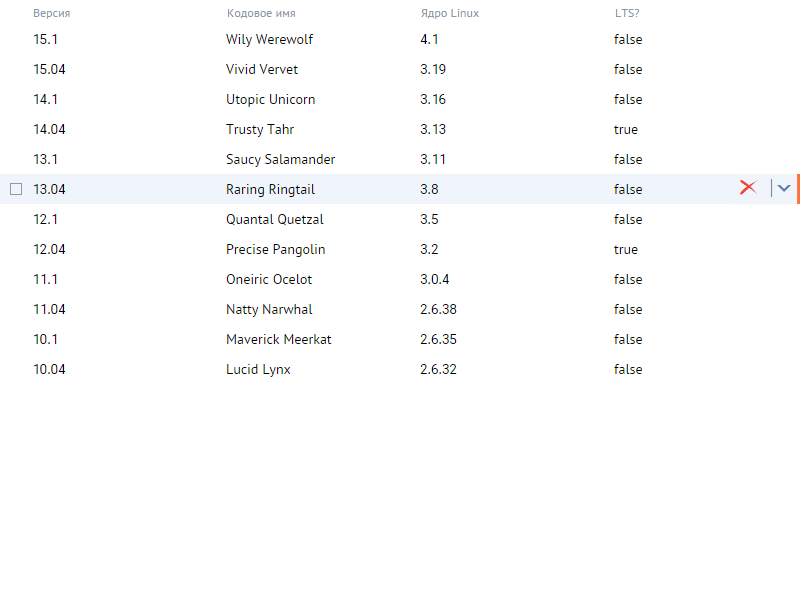 Версия Кодовое имя Ядро Linux LTS?
15.1 Wily Werewolf 4.1 false
15.04 Vivid Vervet 3.19 false
14.1 Utopic Unicorn 3.16 false
14.04 Trusty Tahr 3.13 true
13.1 Saucy Salamander 3.11 false
13.04 Raring Ringtail 3.8 false
12.1 Quantal Quetzal 3.5 false
12.04 Precise Pangolin 3.2 true
11.1 Oneiric Ocelot 3.0.4 false
11.04 Natty Narwhal 2.6.38 false
10.1 Maverick Meerkat 2.6.35 false
10.04 Lucid Lynx 2.6.32 false